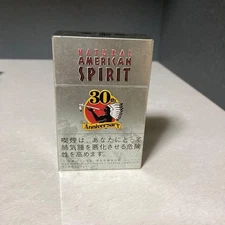 NATURAL
AMERICAN
SPIRIT
30th
Anniversary
喫煙は、あなたにとって
肺気腫を悪化させる危険
性を高めます。